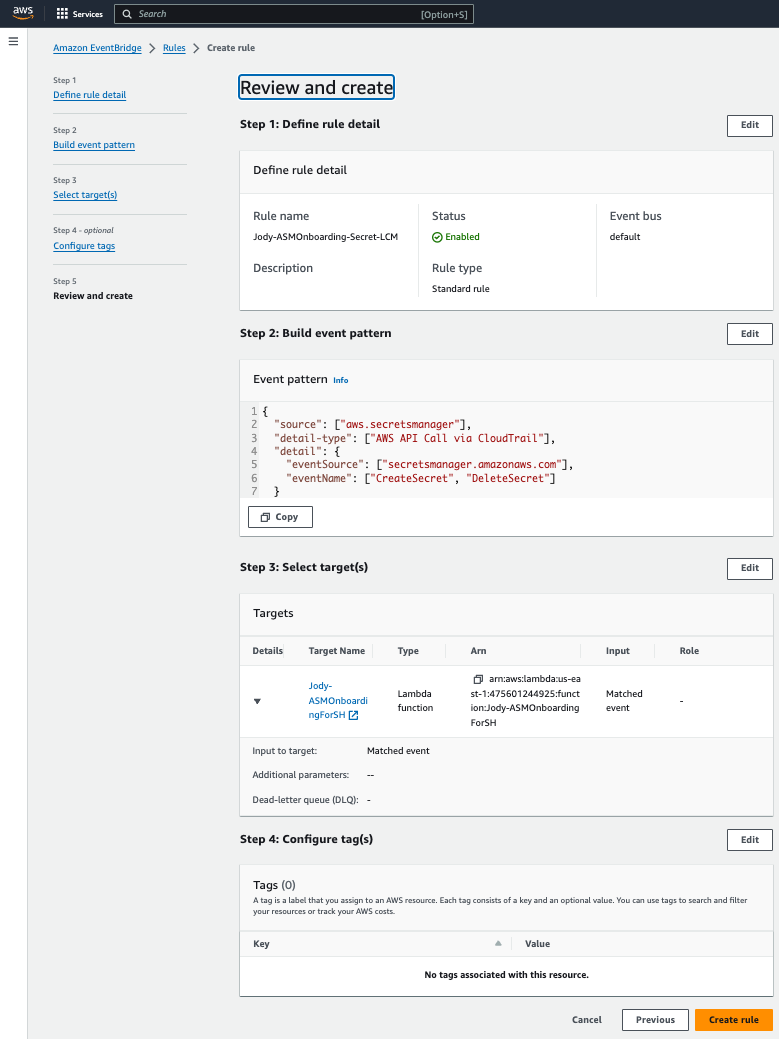 aws
Services
Search
[Option+S]
Amazon EventBridge
Rules
Create rule
Step 1
Define rule detail
Step 2
Build event pattern
Step 3
Select target(s)
Step 4 - optional
Configure tags
Step 5
Review and create
Review and create
Step 1: Define rule detail
Edit
Define rule detail
Rule name
Jody-ASMOnboarding-Secret-LCM
Status
Enabled
Event bus
default
Description
Rule type
Standard rule
Step 2: Build event pattern
Edit
Event pattern Info
1 {
2 "source": ["aws.secretsmanager"],
3 "detail-type": ["AWS API Call via CloudTrail"],
4 "detail": {
5 "eventSource": ["secretsmanager.amazonaws.com"],
6 "eventName": ["CreateSecret", "DeleteSecret"]
7 }
Copy
Step 3: Select target(s)
Edit
Targets
Details Target Name Type Arn Input Role
Jody-
ASMOnboardi
ngForSH
Lambda
function
arn:aws:lambda:us-ea
st-1:475601244925:funct
ion:Jody-ASMOnboarding
ForSH
Matched
event
-
Input to target: Matched event
Additional parameters: --
Dead-letter queue (DLQ): -
Step 4: Configure tag(s)
Edit
Tags (0)
A tag is a label that you assign to an AWS resource. Each tag consists of a key and an optional value. You can use tags to search and filter
your resources or track your AWS costs.
Key Value
No tags associated with this resource.
Cancel Previous Create rule